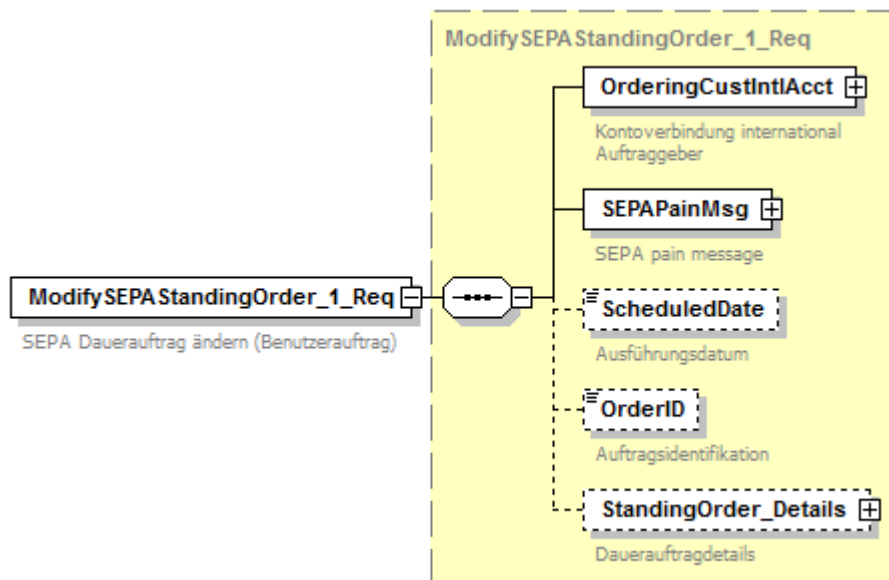 ModifySEPAStandingOrder_1_Req
OrderingCustIntlAcct
Kontoverbindung international
Auftraggeber
SEPAPainMsg
SEPA pain message
ModifySEPAStandingOrder_1_Req
SEPA Dauerauftrag ändern (Benutzerauftrag)
ScheduledDate
Ausführungsdatum
OrderID
Auftragsidentifikation
StandingOrder_Details
Dauerauftragdetails